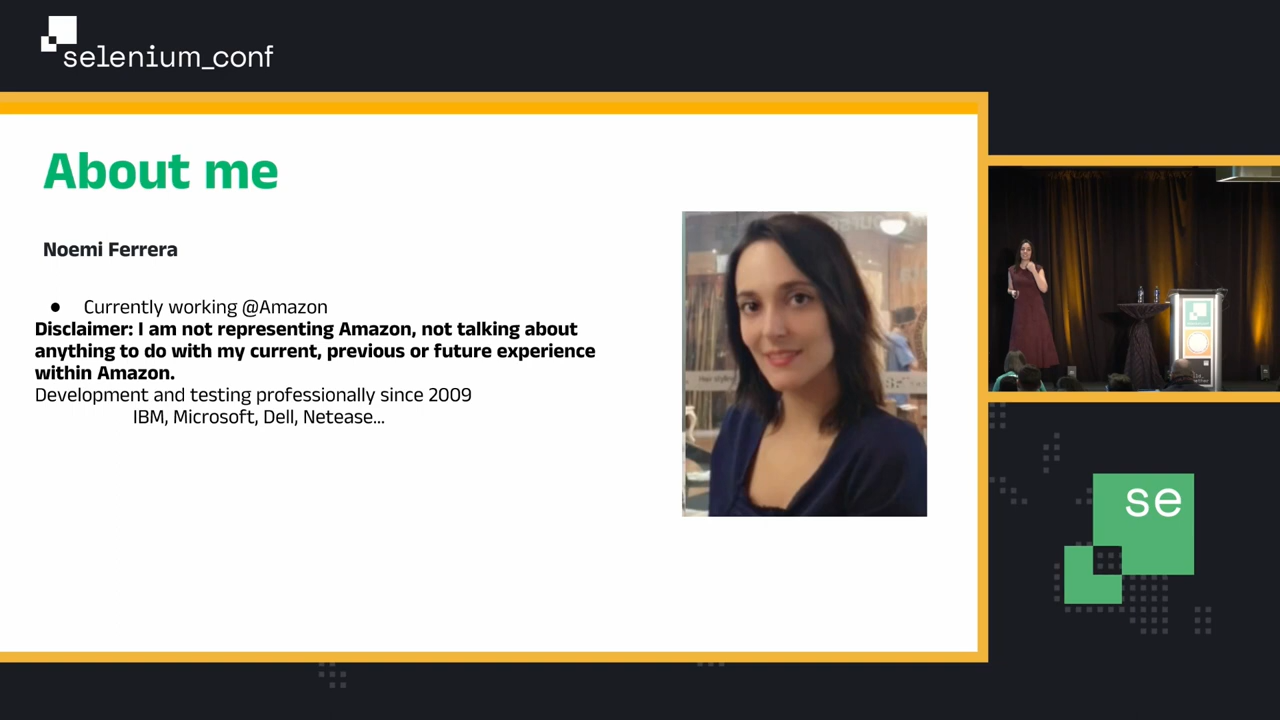 selenium_conf
About me
Noemi Ferrera
● Currently working @Amazon
Disclaimer: I am not representing Amazon, not talking about
anything to do with my current, previous or future experience
within Amazon.
Development and testing professionally since 2009
IBM, Microsoft, Dell, Netease...
se